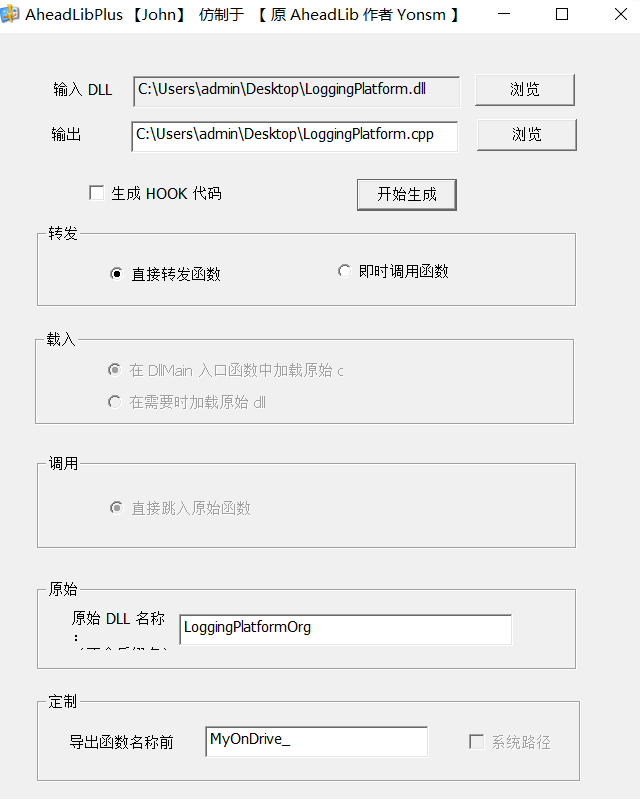 AheadLibPlus 【John】 仿制于 【 原 AheadLib 作者 Yonsm 】
输入 DLL C:\Users\admin\Desktop\LoggingPlatform.dll 浏览
输出 C:\Users\admin\Desktop\LoggingPlatform.cpp 浏览
生成 HOOK 代码 开始生成
转发
直接转发函数 即时调用函数
载入
在 DllMain 入口函数中加载原始 c
在需要时加载原始 dll
调用
直接跳入原始函数
原始
原始 DLL 名称 LoggingPlatformOrg
:
定制
导出函数名称前 MyOnDrive_ 系统路径